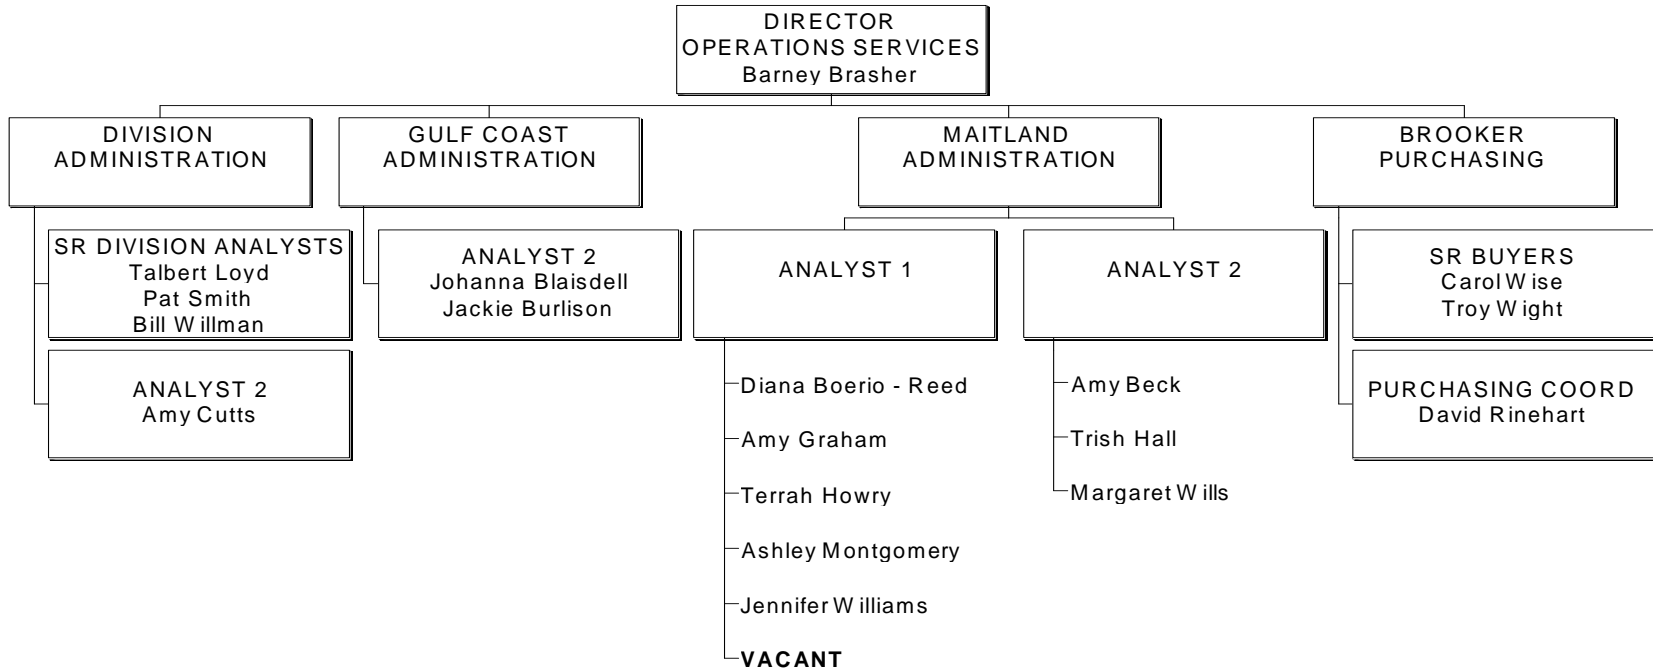 DIRECTOR
OPERATIONS SERVICES
Barney Brasher
DIVISION
ADMINISTRATION
GULF COAST
ADMINISTRATION
MAITLAND
ADMINISTRATION
BROOKER
PURCHASING
SR DIVISION ANALYSTS
Talbert Loyd
Pat Smith
Bill Willman
ANALYST 2
Amy Cutts
ANALYST 2
Johanna Blaisdell
Jackie Burlison
ANALYST 1
Diana Boerio - Reed
Amy Graham
Terrah Howry
Ashley Montgomery
Jennifer Williams
VACANT
ANALYST 2
Amy Beck
Trish Hall
Margaret Wills
SR BUYERS
Carol Wise
Troy Wight
PURCHASING COORD
David Rinehart